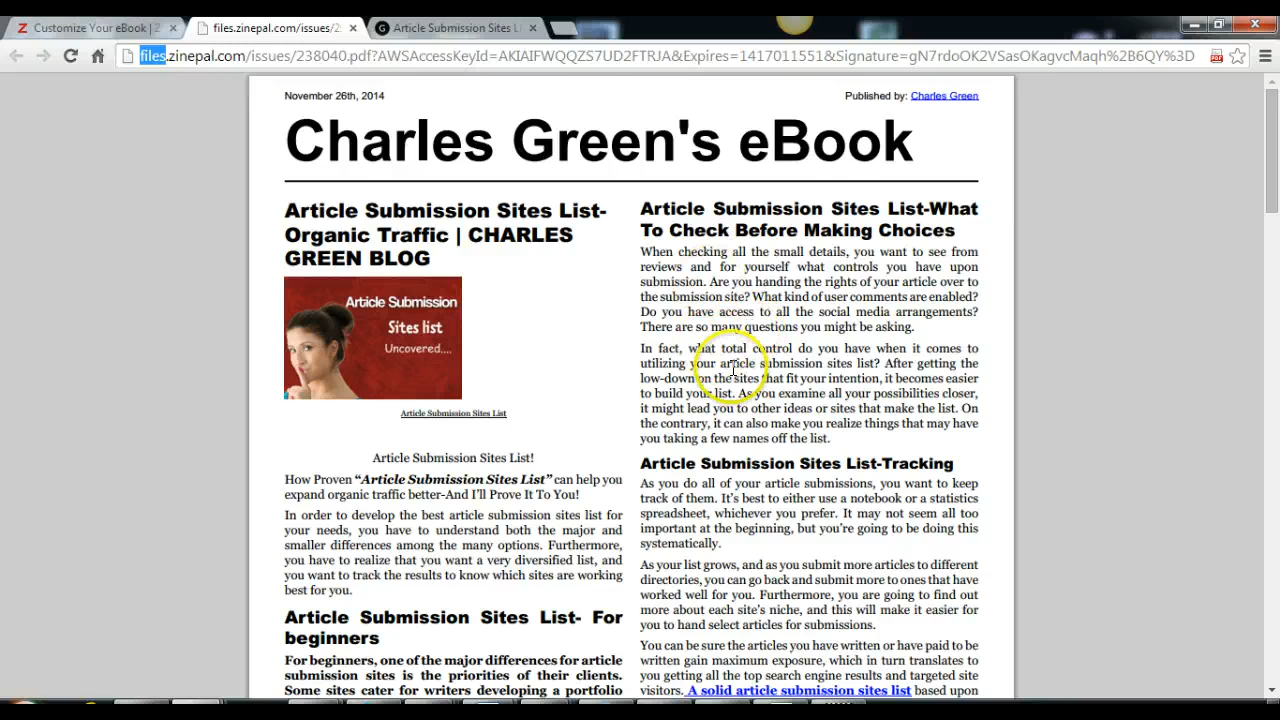 Customize Your eBook |
files.zinepal.com/issues/2
Article Submission Sites L
files.zinepal.com/issues/238040.pdf?AWSAccessKeyId=AKIAIFWQQZS7UD2FTRJA&Expires=1417011551&Signature=gN7rdoOK2VSasOKagvcMaqh%2B6QY%3D
November 26th, 2014
Published by: Charles Green
Charles Green's eBook
Article Submission Sites List-
Organic Traffic | CHARLES
GREEN BLOG
Article Submission
Sites list
Uncovered....
Article Submission Sites List
Article Submission Sites List!
How Proven “Article Submission Sites List” can help you
expand organic traffic better-And I’ll Prove It To You!
In order to develop the best article submission sites list for
your needs, you have to understand both the major and
smaller differences among the many options. Furthermore,
you have to realize that you want a very diversified list, and
you want to track the results to know which sites are working
best for you.
Article Submission Sites List- For
beginners
For beginners, one of the major differences for article
submission sites is the priorities of their clients.
Some sites cater for writers developing a portfolio
Article Submission Sites List-What
To Check Before Making Choices
When checking all the small details, you want to see from
reviews and for yourself what controls you have upon
submission. Are you handing the rights of your article over to
the submission site? What kind of user comments are enabled?
Do you have access to all the social media arrangements?
There are so many questions you might be asking.
In fact, what total control do you have when it comes to
utilizing your article submission sites list? After getting the
low-down on the sites that fit your intention, it becomes easier
to build your list. As you examine all your possibilities closer,
it might lead you to other ideas or sites that make the list. On
the contrary, it can also make you realize things that may have
you taking a few names off the list.
Article Submission Sites List-Tracking
As you do all of your article submissions, you want to keep
track of them. It’s best to either use a notebook or a statistics
spreadsheet, whichever you prefer. It may not seem all too
important at the beginning, but you’re going to be doing this
systematically.
As your list grows, and as you submit more articles to different
directories, you can go back and submit more to ones that have
worked well for you. Furthermore, you are going to find out
more about each site’s niche, and this will make it easier for
you to hand select articles for submissions.
You can be sure the articles you have written or have paid to be
written gain maximum exposure, which in turn translates to
you getting all the top search engine results and targeted site
visitors. A solid article submission sites list based upon